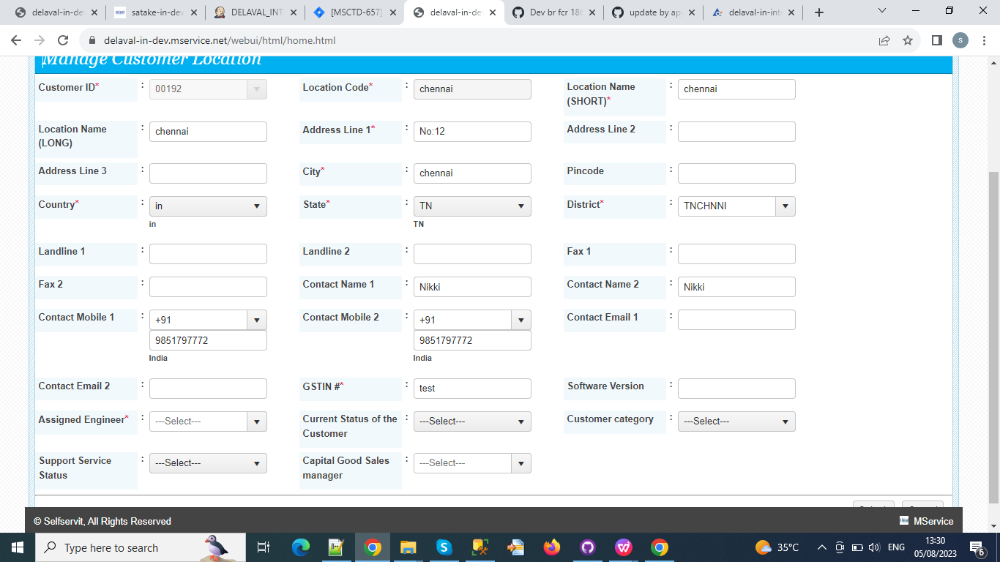 delaval-in-de
satake-in-dev
DELAVAL_INT
[MSCTD-657]
delaval-in-de
Dev br fcr 180
update by ap
delaval-in-int
delaval-in-dev.mservice.net/webui/html/home.html
S
Manage Customer Location
Customer ID* : 00192
Location Code* : chennai
Location Name (SHORT)* : chennai
Location Name (LONG) : chennai
Address Line 1* : No:12
Address Line 2 :
Address Line 3 :
City* : chennai
Pincode :
Country* : in
in
State* : TN
TN
District* : TNCHNNI
Landline 1 :
Landline 2 :
Fax 1 :
Fax 2 :
Contact Name 1 : Nikki
Contact Name 2 : Nikki
Contact Mobile 1 : +91
9851797772
India
Contact Mobile 2 : +91
9851797772
India
Contact Email 1 :
Contact Email 2 :
GSTIN #* : test
Software Version :
Assigned Engineer* : ---Select---
Current Status of the Customer : ---Select---
Customer category : ---Select---
Support Service Status : ---Select---
Capital Good Sales manager : ---Select---
© Selfservit, All Rights Reserved
MService
Type here to search
35°C
ENG
13:30
05/08/2023
6